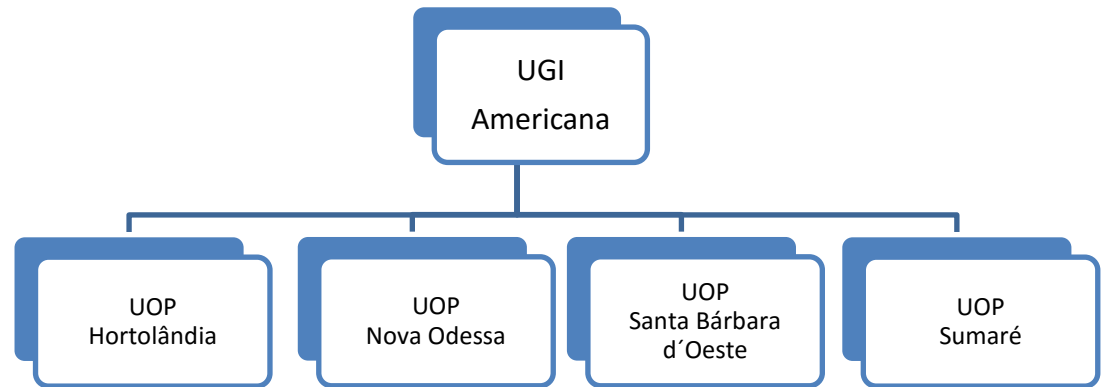 UGI
Americana
UOP
Hortolândia
UOP
Nova Odessa
UOP
Santa Bárbara
d´Oeste
UOP
Sumaré